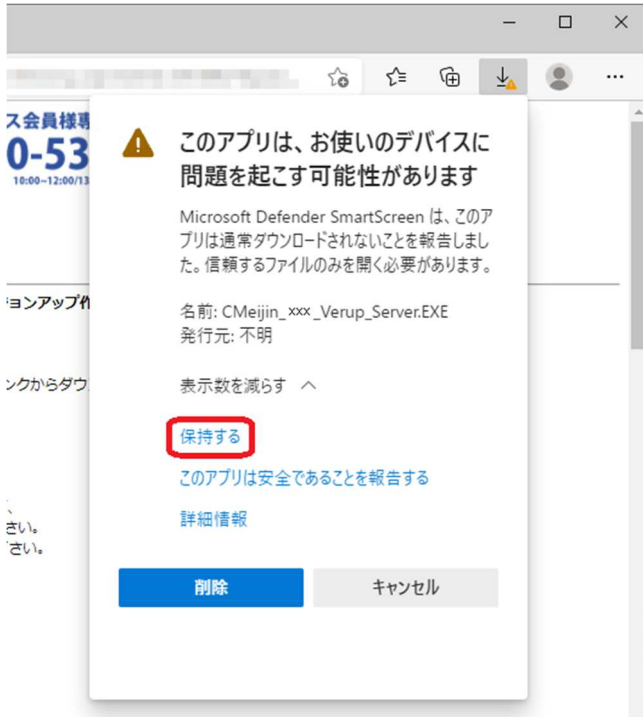 ス会員様専
0-53
10:00~12:00/13
ョンアップ作
ンクからダウ
さい。
さい。
このアプリは、お使いのデバイスに
問題を起こす可能性があります
Microsoft Defender SmartScreen は、このア
プリは通常ダウンロードされないことを報告しまし
た。信頼するファイルのみを開く必要があります。
名前: CMeijin_xxx_Verup_Server.EXE
発行元: 不明
表示数を減らす
保持する
このアプリは安全であることを報告する
詳細情報
削除
キャンセル